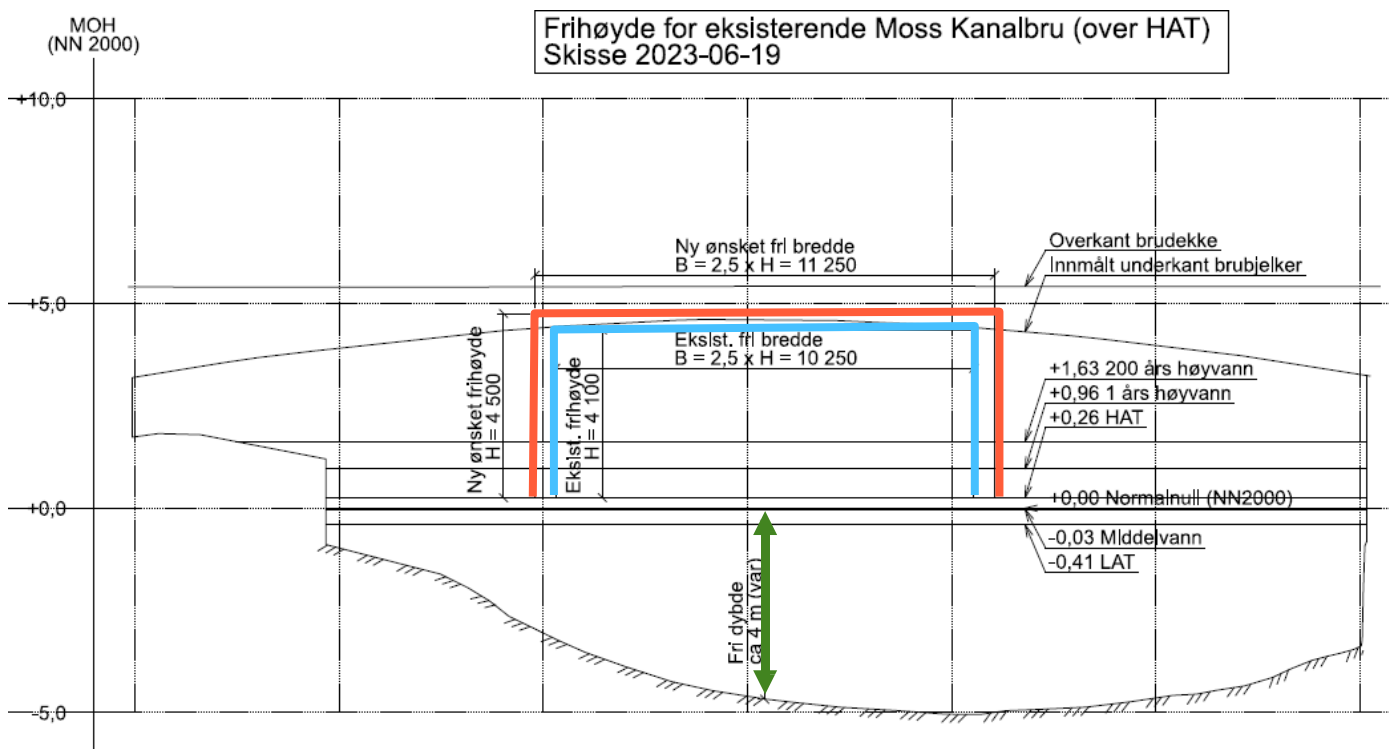 MOH
(NN 2000)
Frihøyde for eksisterende Moss Kanalbru (over HAT)
Skisse 2023-06-19
+10,0
Ny ønsket fri bredde
B = 2,5 x H = 11 250
Overkant brudekke
Innmålt underkant brubjelker
+5,0
Eksist. fri bredde
B = 2,5 x H = 10 250
Ny ønsket frihøyde
H = 4 500
Eksist. frihøyde
H = 4 100
+1,63 200 års høyvann
+0,96 1 års høyvann
+0,26 HAT
+0,0
+0,00 Normalnull (NN2000)
-0,03 Middelvann
-0,41 LAT
Fri dybde
ca 4 m (var)
-5,0